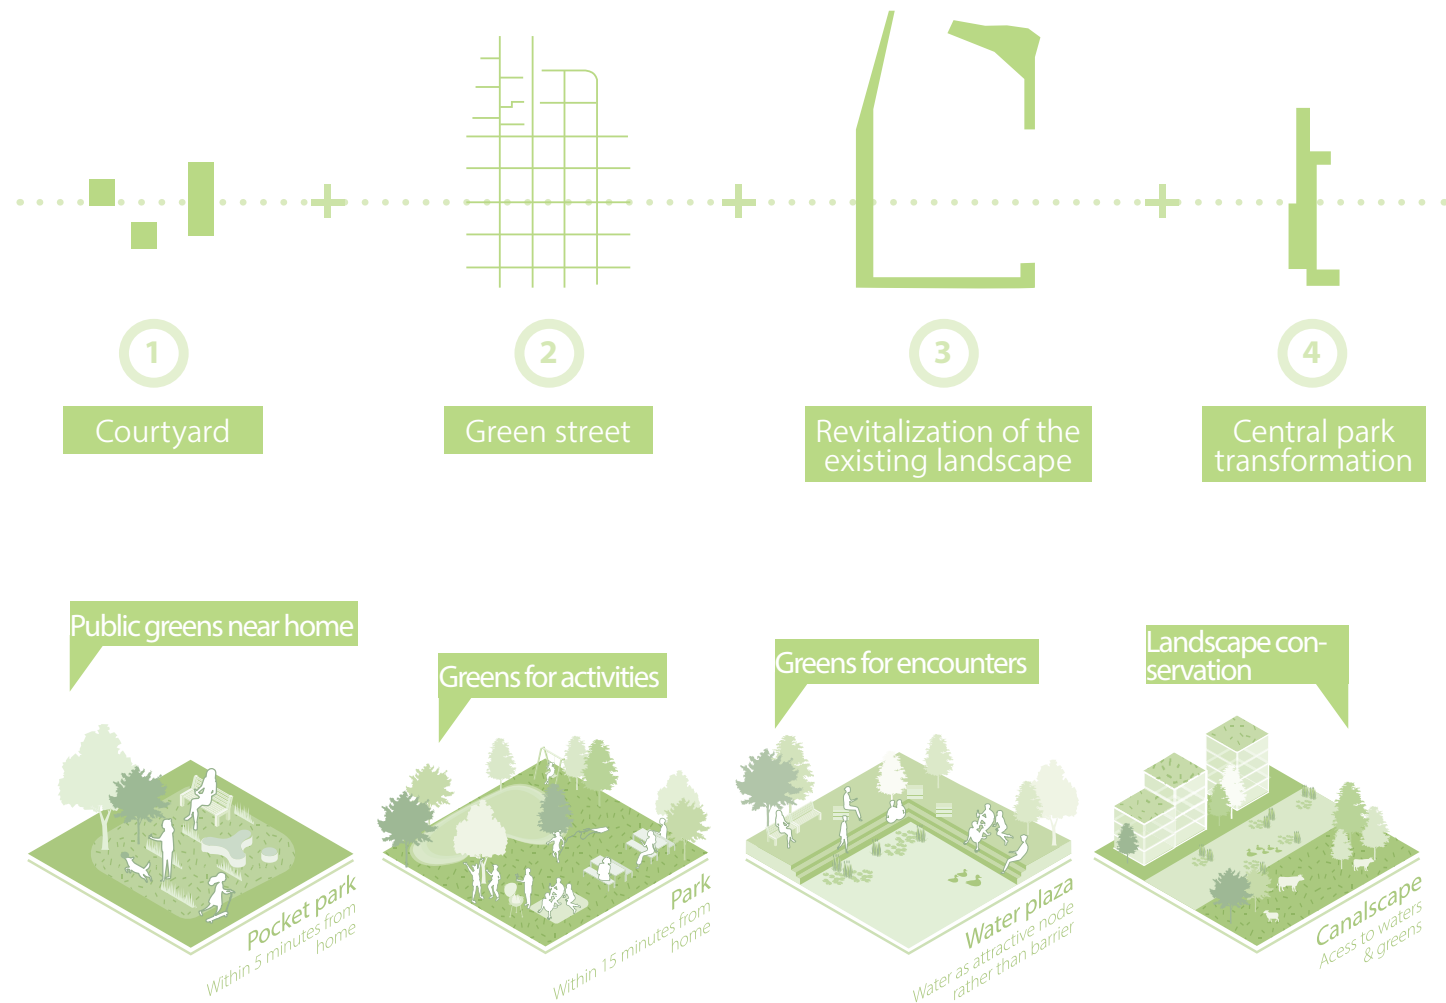 1
2
3
4
Courtyard
Green street
Revitalization of the
existing landscape
Central park
transformation
Public greens near home
Greens for activities
Greens for encounters
Landscape con-
servation
Pocket park
Within 5 minutes from
home
Park
Within 15 minutes from
home
Water plaza
Water as attractive node
rather than barrier
Canalscape
Acess to waters
& greens